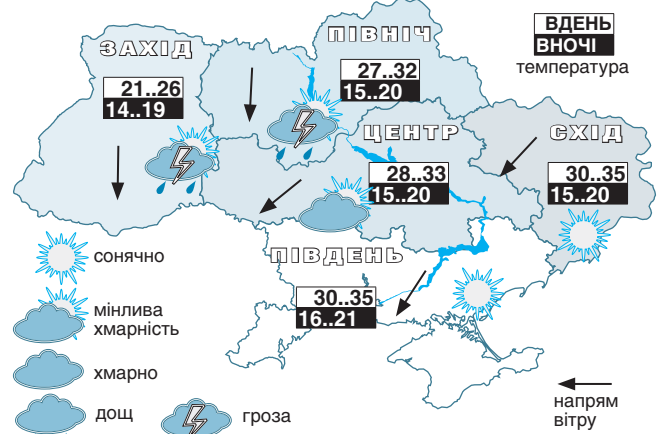 ЗАХІД
21..26
14..19
ПІВНІЧ
27..32
15..20
ВДЕНЬ
ВНОЧІ
температура
ЦЕНТР
28..33
15..20
СХІД
30..35
15..20
ПІВДЕНЬ
30..35
16..21
сонячно
мінлива
хмарність
хмарно
дощ
гроза
напрям
вітру